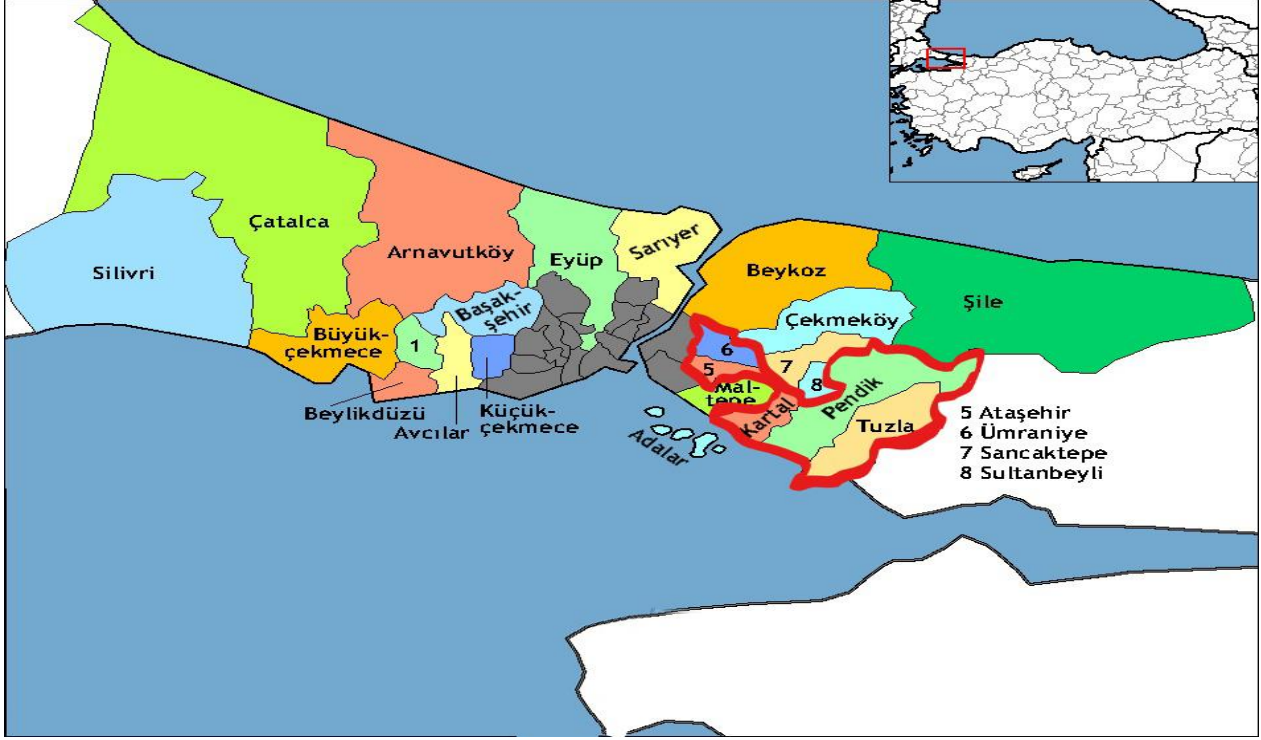 Çatalca
Silivri
Arnavutköy
Eyüp
Sarıyer
Başak-
şehir
Büyük-
çekmece
1
Beylikdüzü
Avcılar
Küçük-
çekmece
Beykoz
Şile
Çekmeköy
6
5
7
8
Mal-
tepe
Kartal
Pendik
Tuzla
Adalar
5 Ataşehir
6 Ümraniye
7 Sancaktepe
8 Sultanbeyli